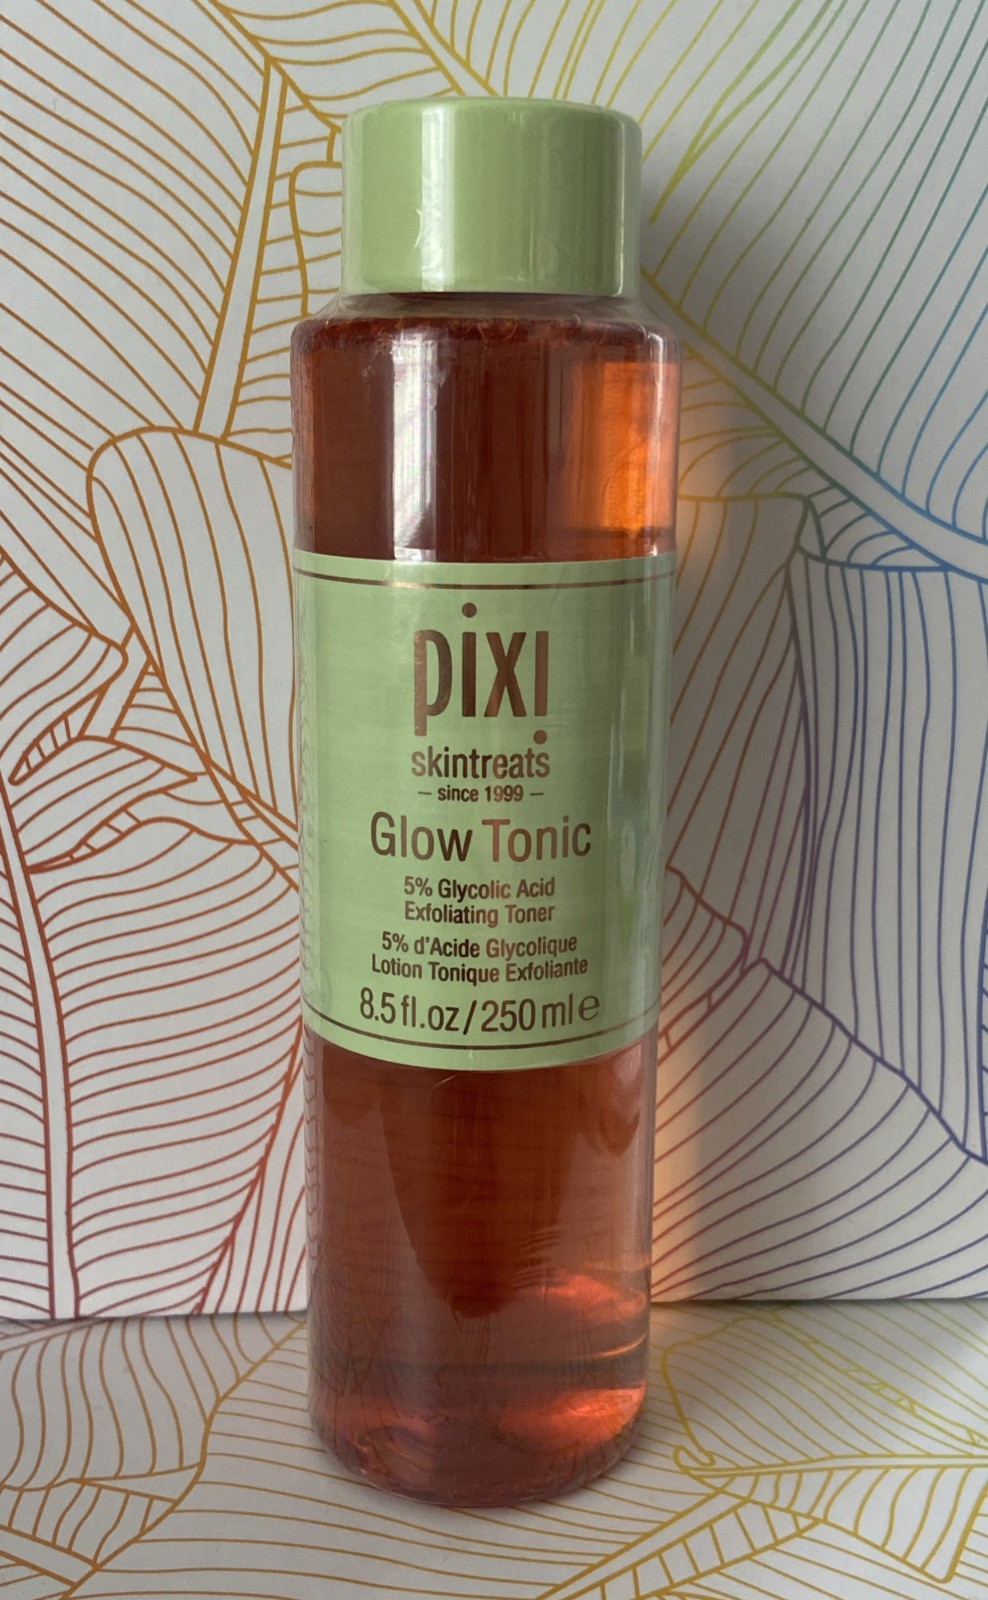 pixi
skintreats
– since 1999 –
Glow Tonic
5% Glycolic Acid
Exfoliating Toner
5% d'Acide Glycolique
Lotion Tonique Exfoliante
8.5 fl.oz/250 ml e